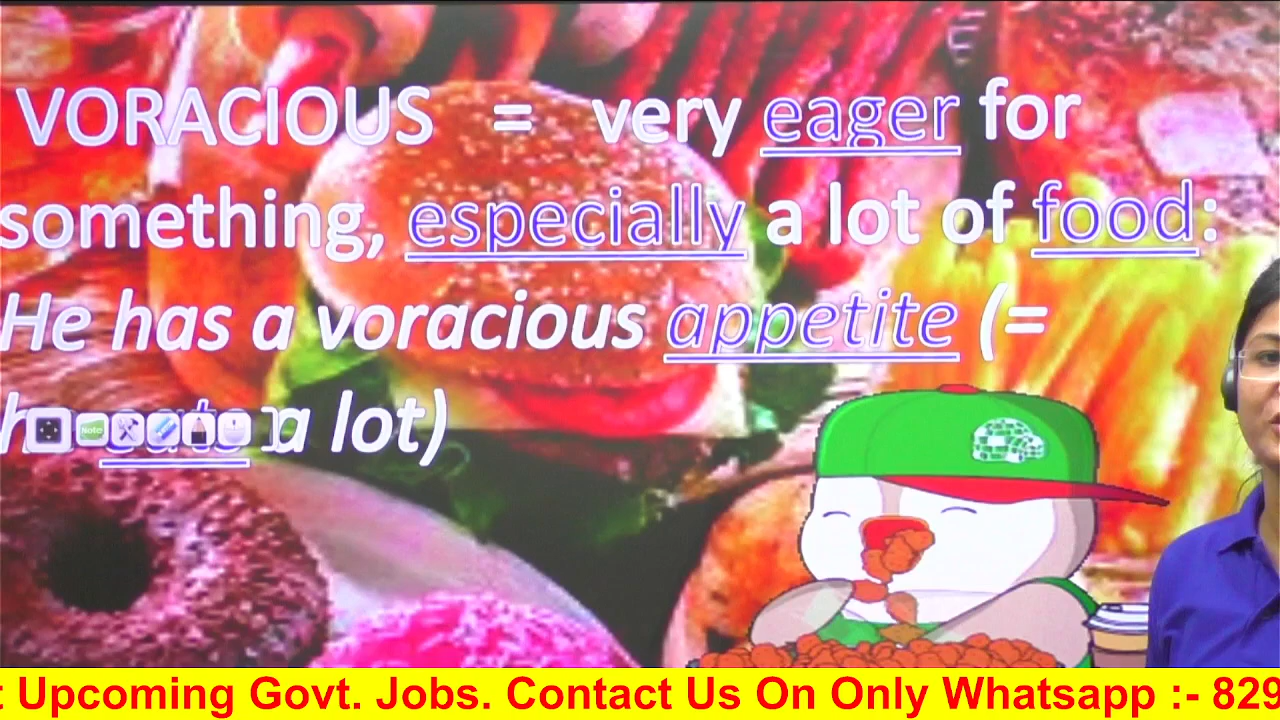 VORACIOUS = very eager for
something, especially a lot of food:
He has a voracious appetite (=
a lot)
Note
t Upcoming Govt. Jobs. Contact Us On Only Whatsapp :- 829